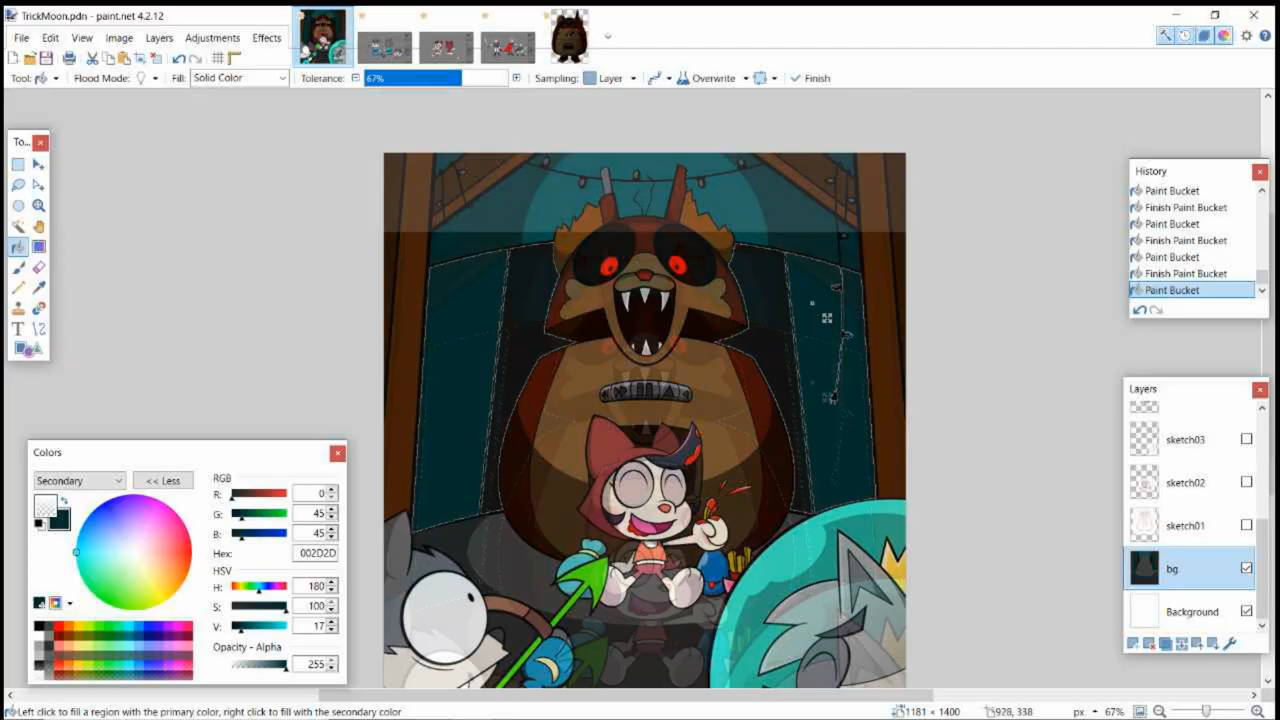 TrickMoon.pdn - paint.net 4.2.12
File Edit View Image Layers Adjustments Effects
Tool: Flood Mode: Fill: Solid Color Tolerance: 67% Sampling: Layer Overwrite Finish
To...
History
Paint Bucket
Finish Paint Bucket
Paint Bucket
Finish Paint Bucket
Paint Bucket
Finish Paint Bucket
Paint Bucket
Layers
sketch03
sketch02
sketch01
bg
Background
Colors
Secondary << Less
RGB
R: 0
G: 45
B: 45
Hex: 002D2D
HSV
H: 180
S: 100
V: 17
Opacity - Alpha
255
Left click to fill a region with the primary color, right click to fill with the secondary color 1181 × 1400 928, 338 px 67%